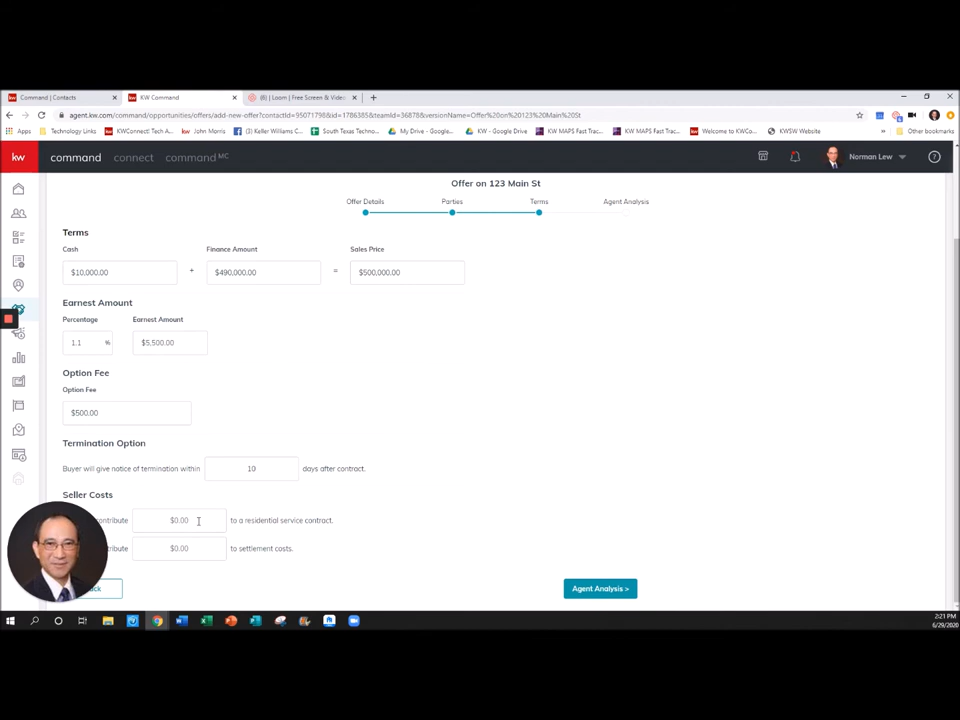 Command | Contacts
KW Command
(6) | Loom | Free Screen & Video
agent.kw.com/command/opportunities/offers/add-new-offer?contactId=95071798&id=1786385&teamId=36878&versionName=Offer%20on%20123%20Main%20St
Apps
Technology Links
KWConnect! Tech A...
John Morris
(3) Keller Williams C...
South Texas Techno...
My Drive - Google...
KW - Google Drive
KW MAPS Fast Trac...
KW MAPS Fast Trac...
Welcome to KWCo...
KWSW Website
Other bookmarks
kw
command
connect
command MC
Norman Lew
Offer on 123 Main St
Offer Details
Parties
Terms
Agent Analysis
Terms
Cash
Finance Amount
Sales Price
$10,000.00
+
$490,000.00
=
$500,000.00
Earnest Amount
Percentage
Earnest Amount
1.1
%
$5,500.00
Option Fee
Option Fee
$500.00
Termination Option
Buyer will give notice of termination within
10
days after contract.
Seller Costs
contribute
$0.00
to a residential service contract.
$0.00
to settlement costs.
Agent Analysis >
2:21 PM
6/29/2020